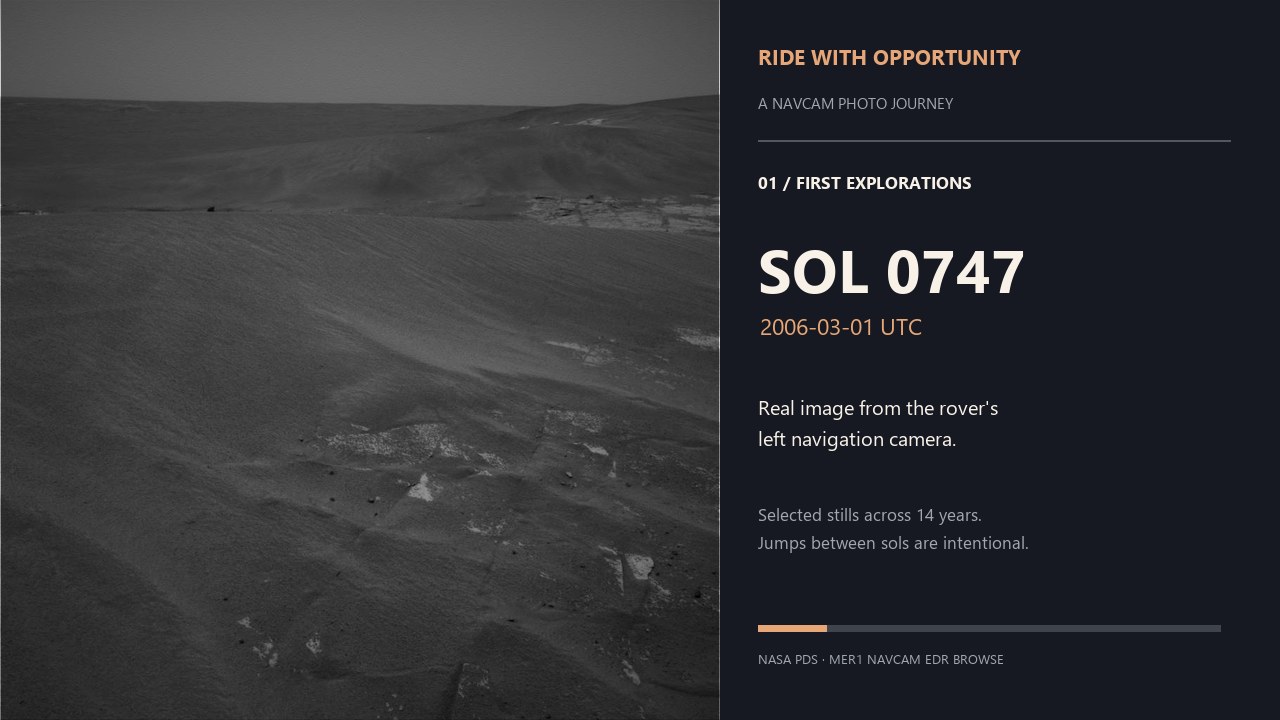 RIDE WITH OPPORTUNITY
A NAVCAM PHOTO JOURNEY
01 / FIRST EXPLORATIONS
SOL 0747
2006-03-01 UTC
Real image from the rover's
left navigation camera.
Selected stills across 14 years.
Jumps between sols are intentional.
NASA PDS · MER1 NAVCAM EDR BROWSE